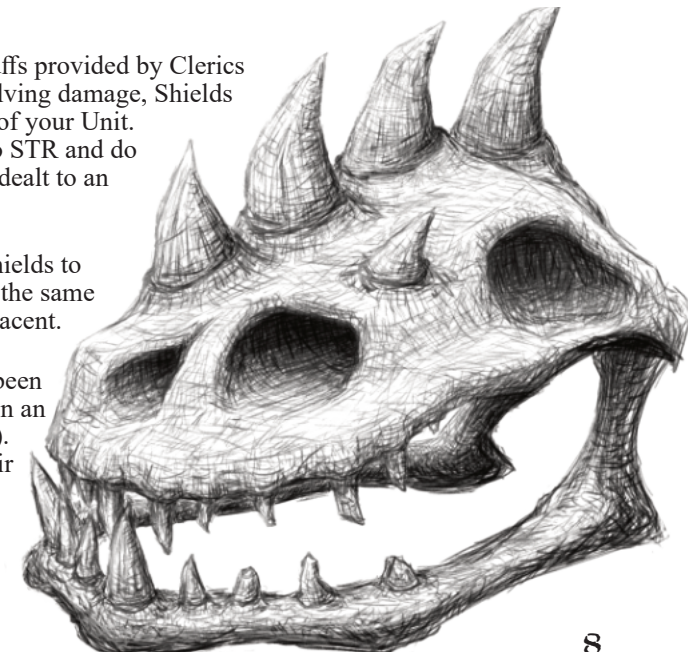 ffs provided by Clerics
lving damage, Shields
of your Unit.
STR and do
dealt to an
ields to
the same
acent.
been
n an
).
ir
8